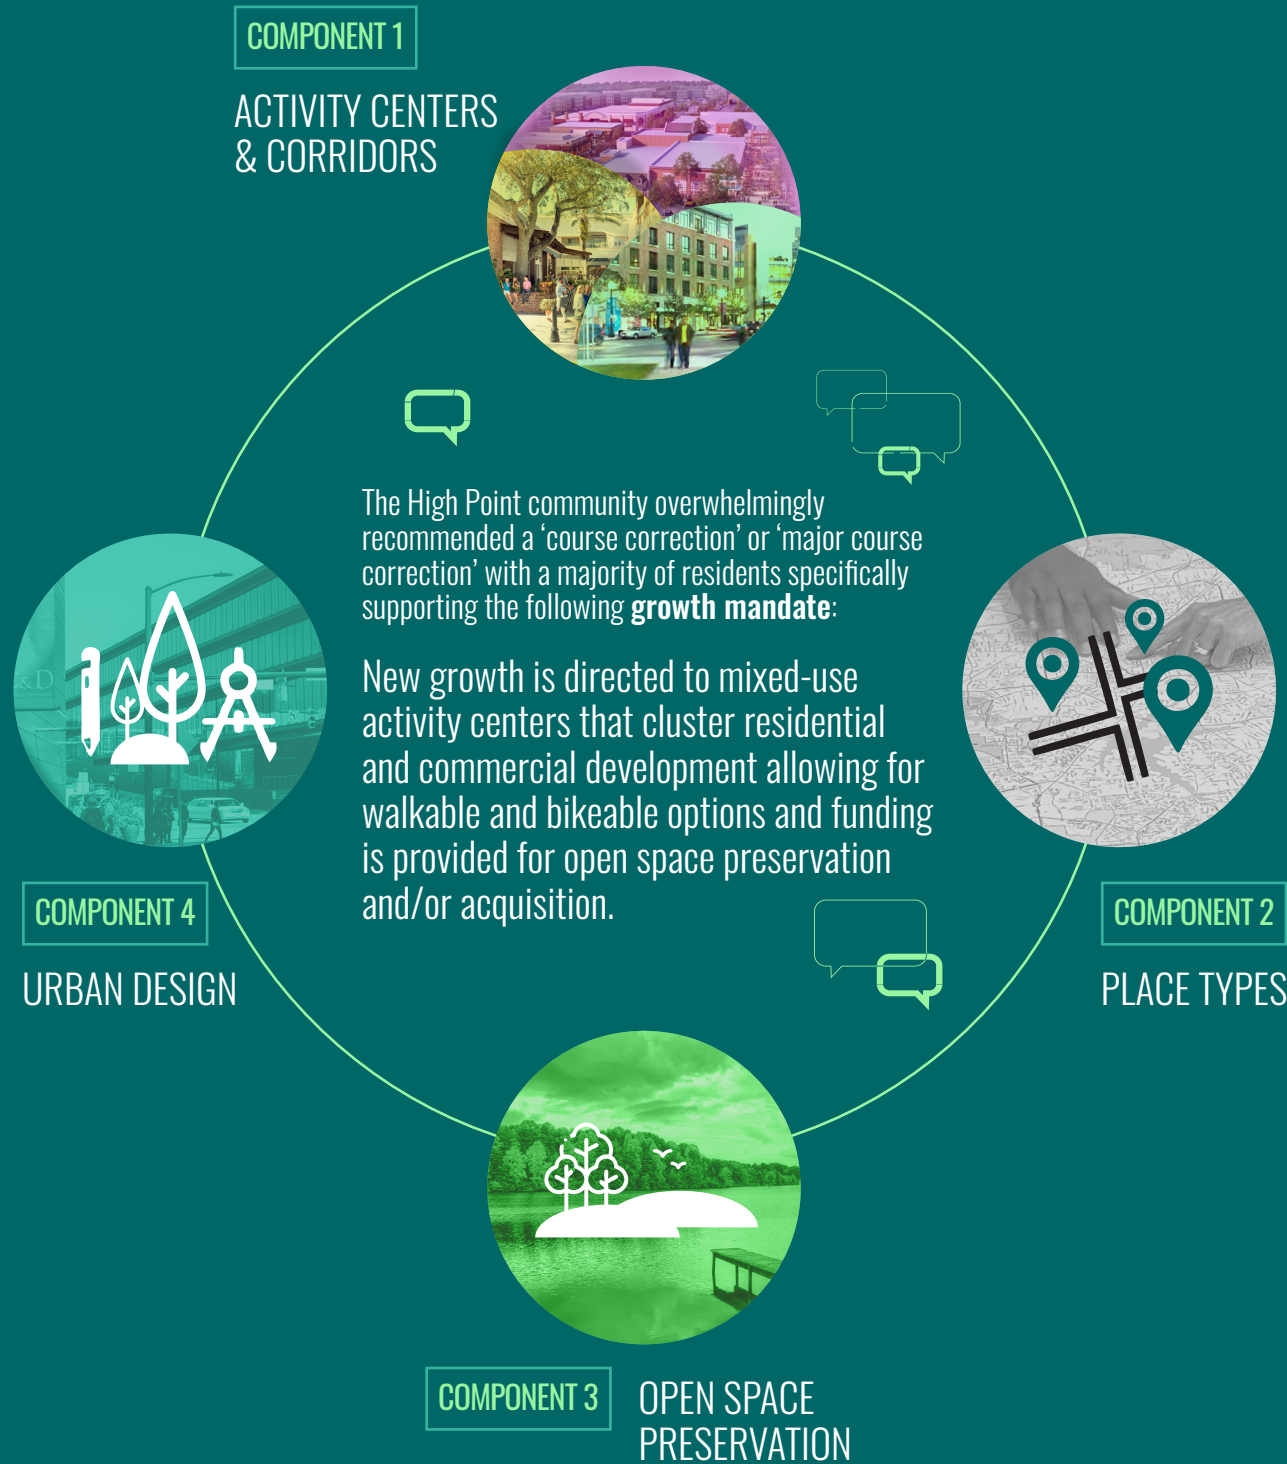 COMPONENT 1
ACTIVITY CENTERS
& CORRIDORS
The High Point community overwhelmingly
recommended a ‘course correction’ or ‘major course
correction’ with a majority of residents specifically
supporting the following growth mandate:
New growth is directed to mixed-use
activity centers that cluster residential
and commercial development allowing for
walkable and bikeable options and funding
is provided for open space preservation
and/or acquisition.
COMPONENT 4
URBAN DESIGN
COMPONENT 2
PLACE TYPES
COMPONENT 3
OPEN SPACE
PRESERVATION